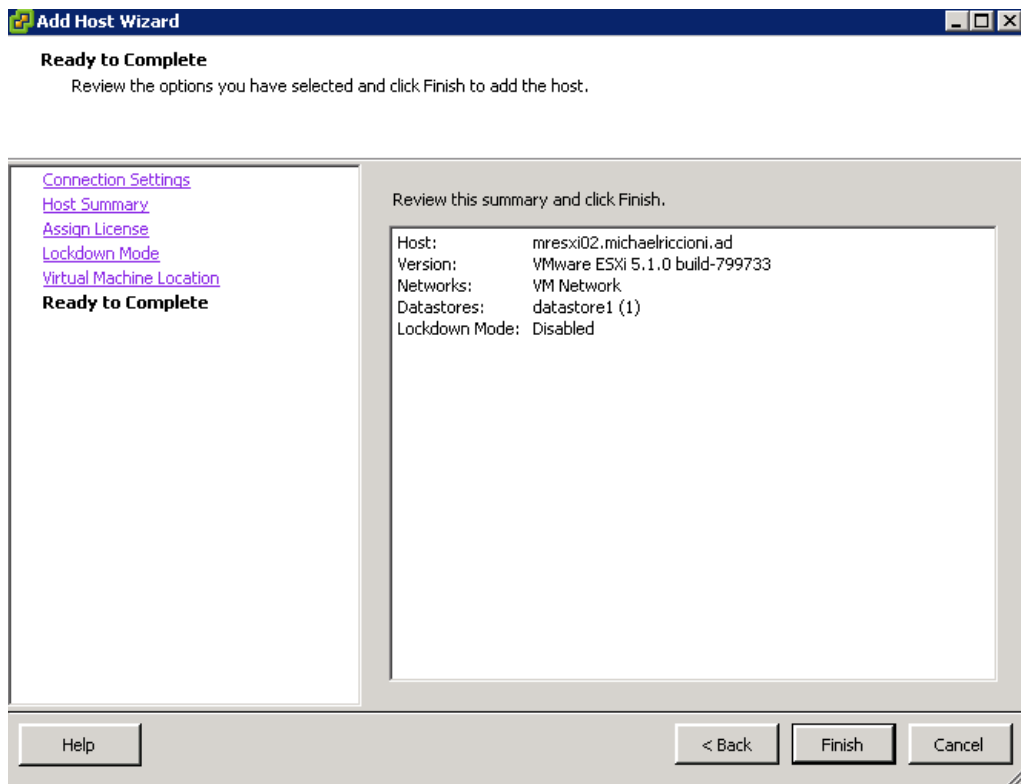 Add Host Wizard
Ready to Complete
Review the options you have selected and click Finish to add the host.
Connection Settings
Host Summary
Assign License
Lockdown Mode
Virtual Machine Location
Ready to Complete
Review this summary and click Finish.
Host: mresxi02.michaelriccioni.ad
Version: VMware ESXi 5.1.0 build-799733
Networks: VM Network
Datastores: datastore1 (1)
Lockdown Mode: Disabled
Help
< Back
Finish
Cancel